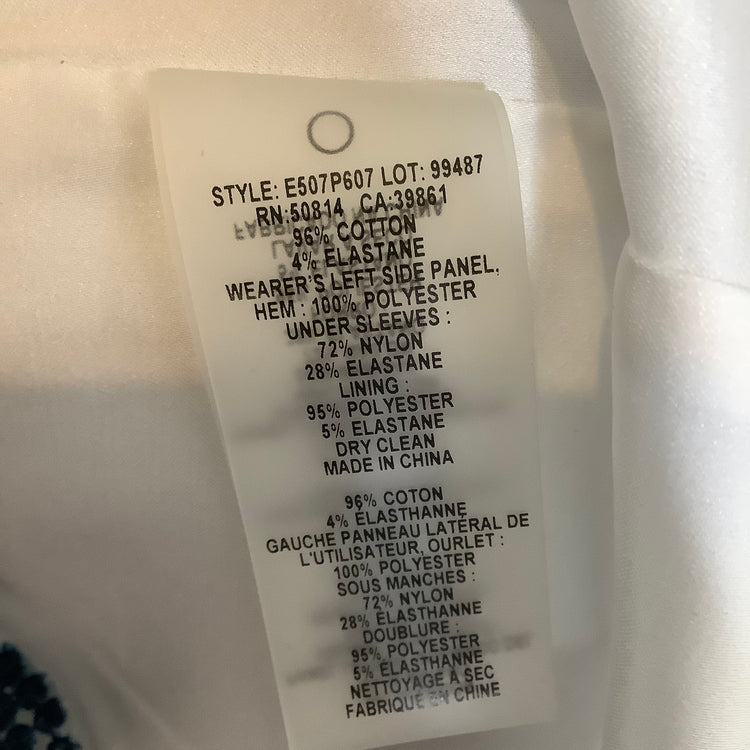 STYLE: E507P607 LOT: 99487
RN:50814 CA:39861
96% COTTON
4% ELASTANE
WEARER'S LEFT SIDE PANEL,
HEM : 100% POLYESTER
UNDER SLEEVES :
72% NYLON
28% ELASTANE
LINING :
95% POLYESTER
5% ELASTANE
DRY CLEAN
MADE IN CHINA
96% COTON
4% ELASTHANNE
GAUCHE PANNEAU LATÉRAL DE
L'UTILISATEUR, OURLET :
100% POLYESTER
SOUS MANCHES :
72% NYLON
28% ELASTHANNE
DOUBLURE :
95% POLYESTER
5% ELASTHANNE
NETTOYAGE À SEC
FABRIQUÉ EN CHINE